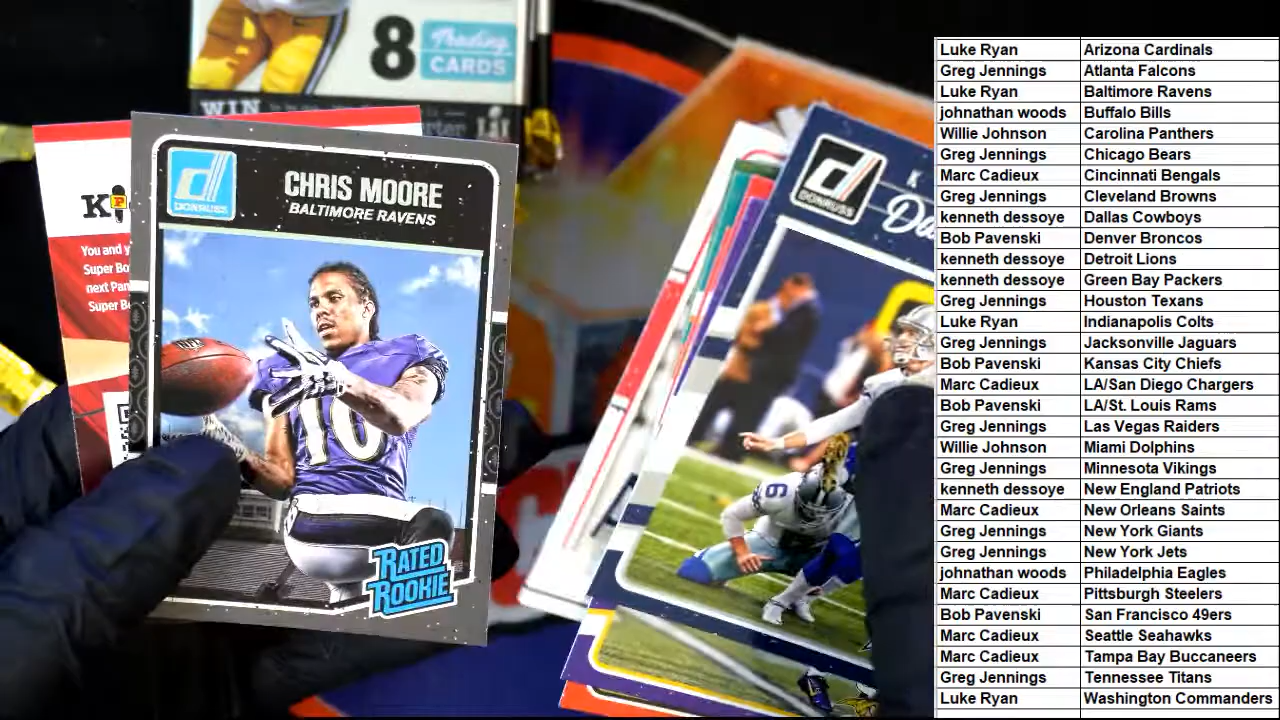 8 Trading
CARDS
WIN
LI
K
P
You and y
Super Bo
next Pan
Super B
DONRUSS
CHRIS MOORE
BALTIMORE RAVENS
10
RATED
ROOKIE
DONRUSS
K
Da
6
Luke Ryan Arizona Cardinals
Greg Jennings Atlanta Falcons
Luke Ryan Baltimore Ravens
johnathan woods Buffalo Bills
Willie Johnson Carolina Panthers
Greg Jennings Chicago Bears
Marc Cadieux Cincinnati Bengals
Greg Jennings Cleveland Browns
kenneth dessoye Dallas Cowboys
Bob Pavenski Denver Broncos
kenneth dessoye Detroit Lions
kenneth dessoye Green Bay Packers
Greg Jennings Houston Texans
Luke Ryan Indianapolis Colts
Greg Jennings Jacksonville Jaguars
Bob Pavenski Kansas City Chiefs
Marc Cadieux LA/San Diego Chargers
Bob Pavenski LA/St. Louis Rams
Greg Jennings Las Vegas Raiders
Willie Johnson Miami Dolphins
Greg Jennings Minnesota Vikings
kenneth dessoye New England Patriots
Marc Cadieux New Orleans Saints
Greg Jennings New York Giants
Greg Jennings New York Jets
johnathan woods Philadelphia Eagles
Marc Cadieux Pittsburgh Steelers
Bob Pavenski San Francisco 49ers
Marc Cadieux Seattle Seahawks
Marc Cadieux Tampa Bay Buccaneers
Greg Jennings Tennessee Titans
Luke Ryan Washington Commanders